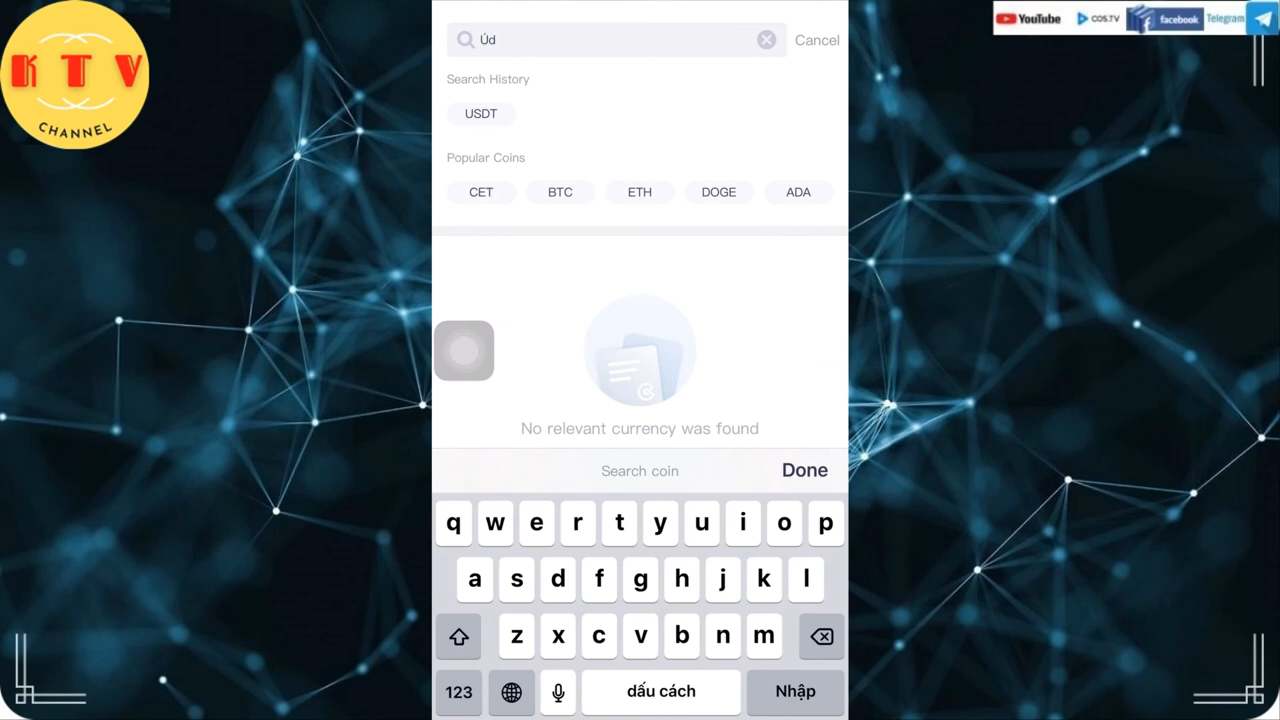 K T V
CHANNEL
YouTube
COS.TV
facebook
Telegram
Úd
Cancel
Search History
USDT
Popular Coins
CET BTC ETH DOGE ADA
No relevant currency was found
Search coin
Done
q w e r t y u i o p
a s d f g h j k l
z x c v b n m
123 dấu cách Nhập